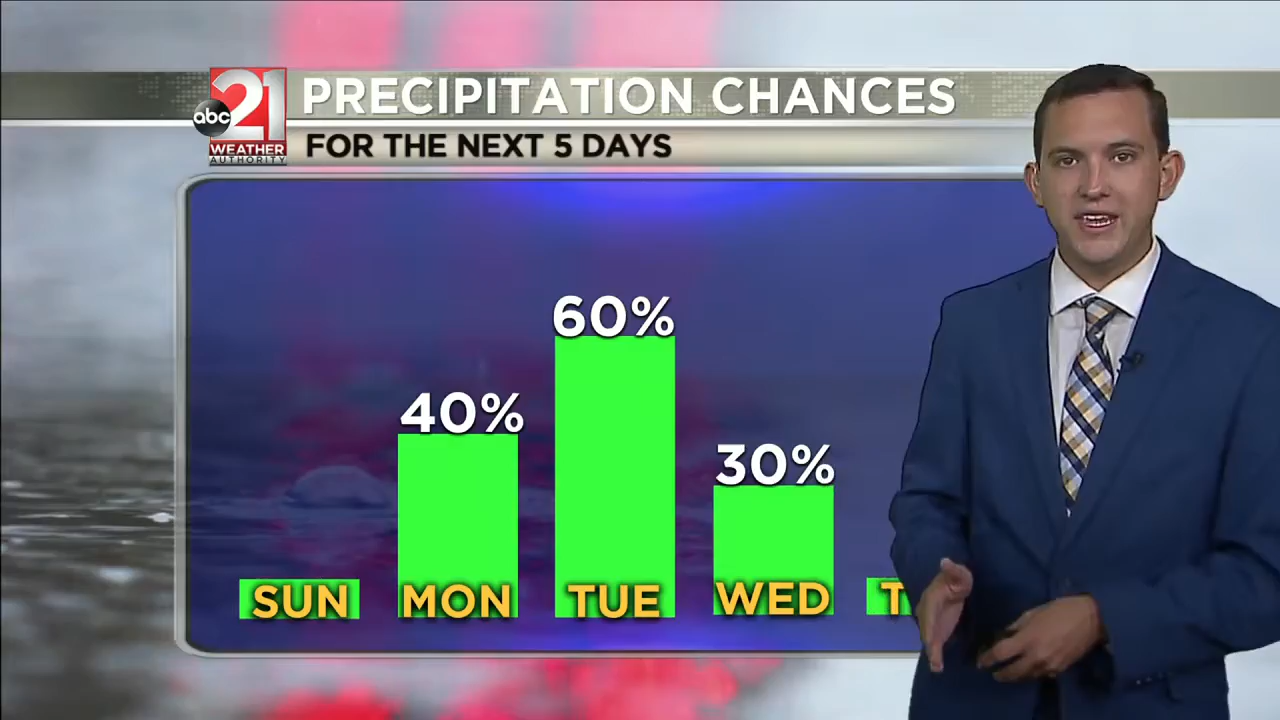 abc 21
WEATHER
AUTHORITY
PRECIPITATION CHANCES
FOR THE NEXT 5 DAYS
60%
40%
30%
SUN MON TUE WED T